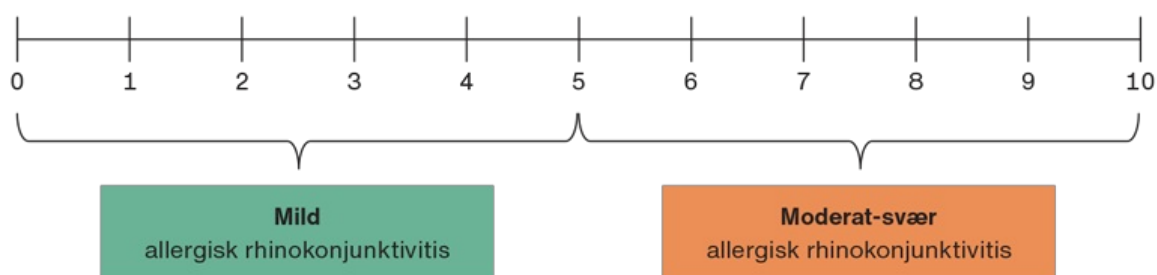 0 1 2 3 4 5 6 7 8 9 10
Mild
allergisk rhinokonjunktivitis
Moderat-svær
allergisk rhinokonjunktivitis